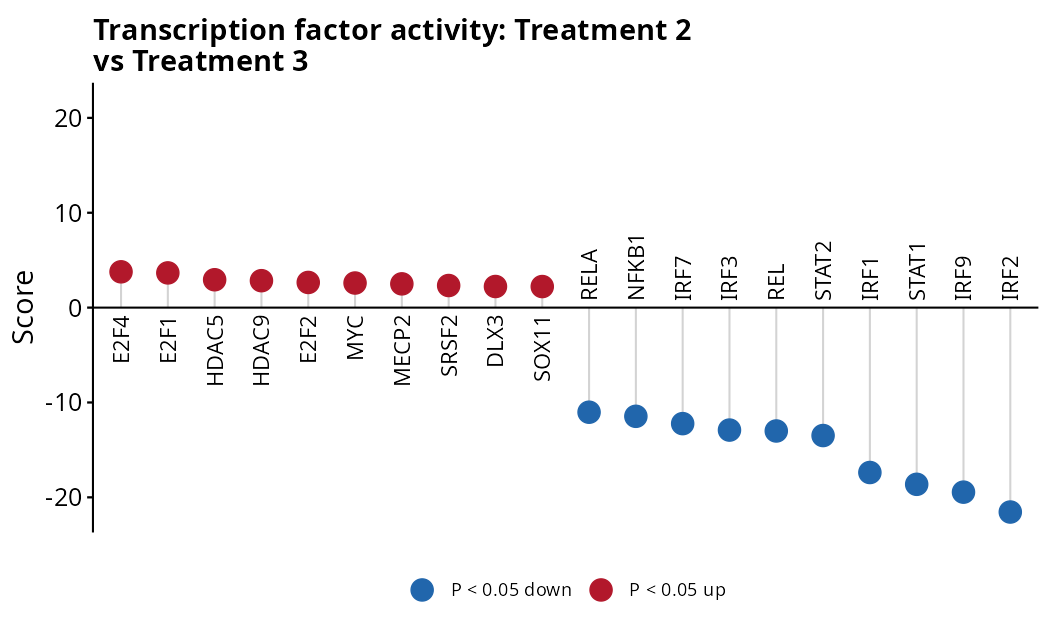 Transcription factor activity: Treatment 2
vs Treatment 3
Score
20
10
0
-10
-20
E2F4
E2F1
HDAC5
HDAC9
E2F2
MYC
MECP2
SRSF2
DLX3
SOX11
RELA
NFKB1
IRF7
IRF3
REL
STAT2
IRF1
STAT1
IRF9
IRF2
P < 0.05 down
P < 0.05 up